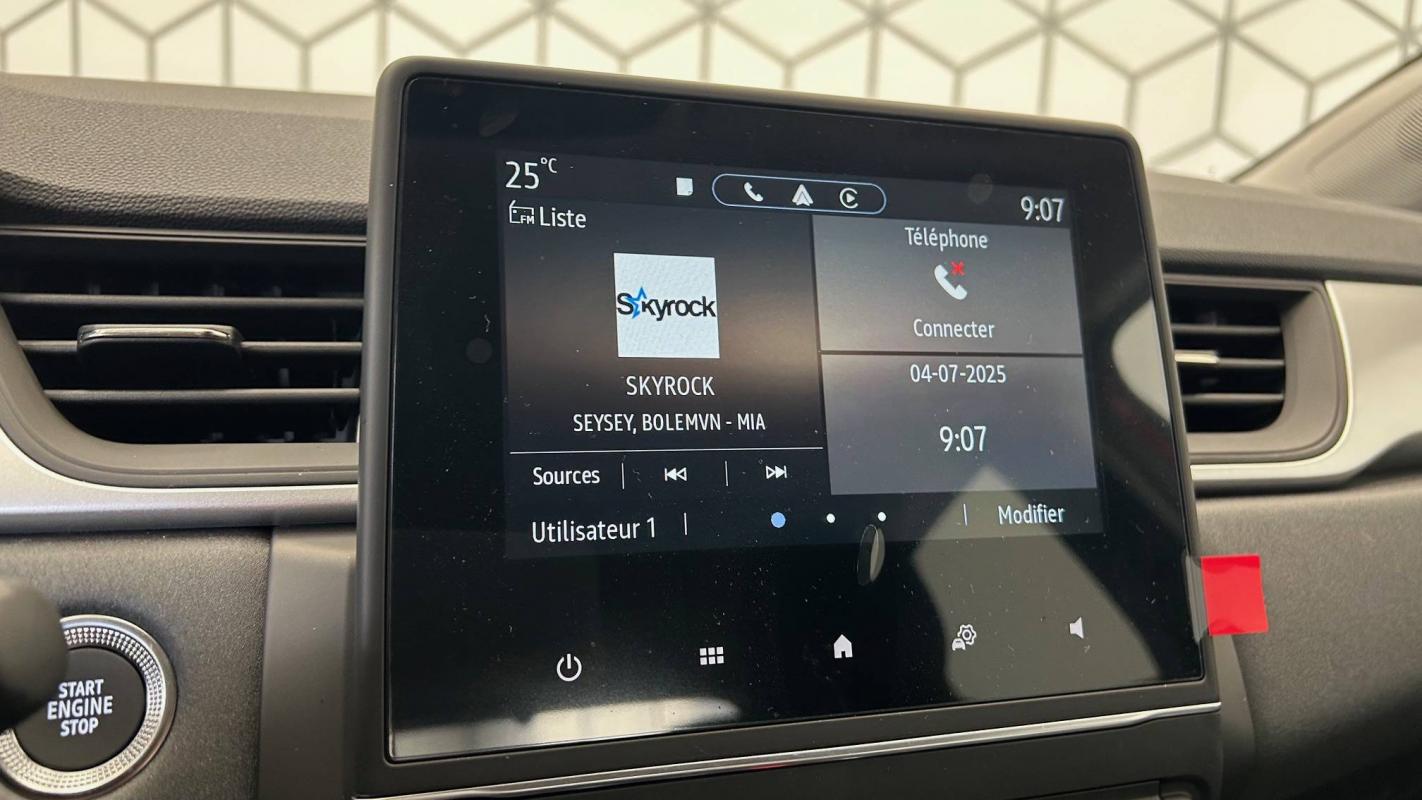 25°C
9:07
FM Liste
Skyrock
SKYROCK
SEYSEY, BOLEMVN - MIA
Sources
Utilisateur 1
Téléphone
Connecter
04-07-2025
9:07
Modifier
START
ENGINE
STOP